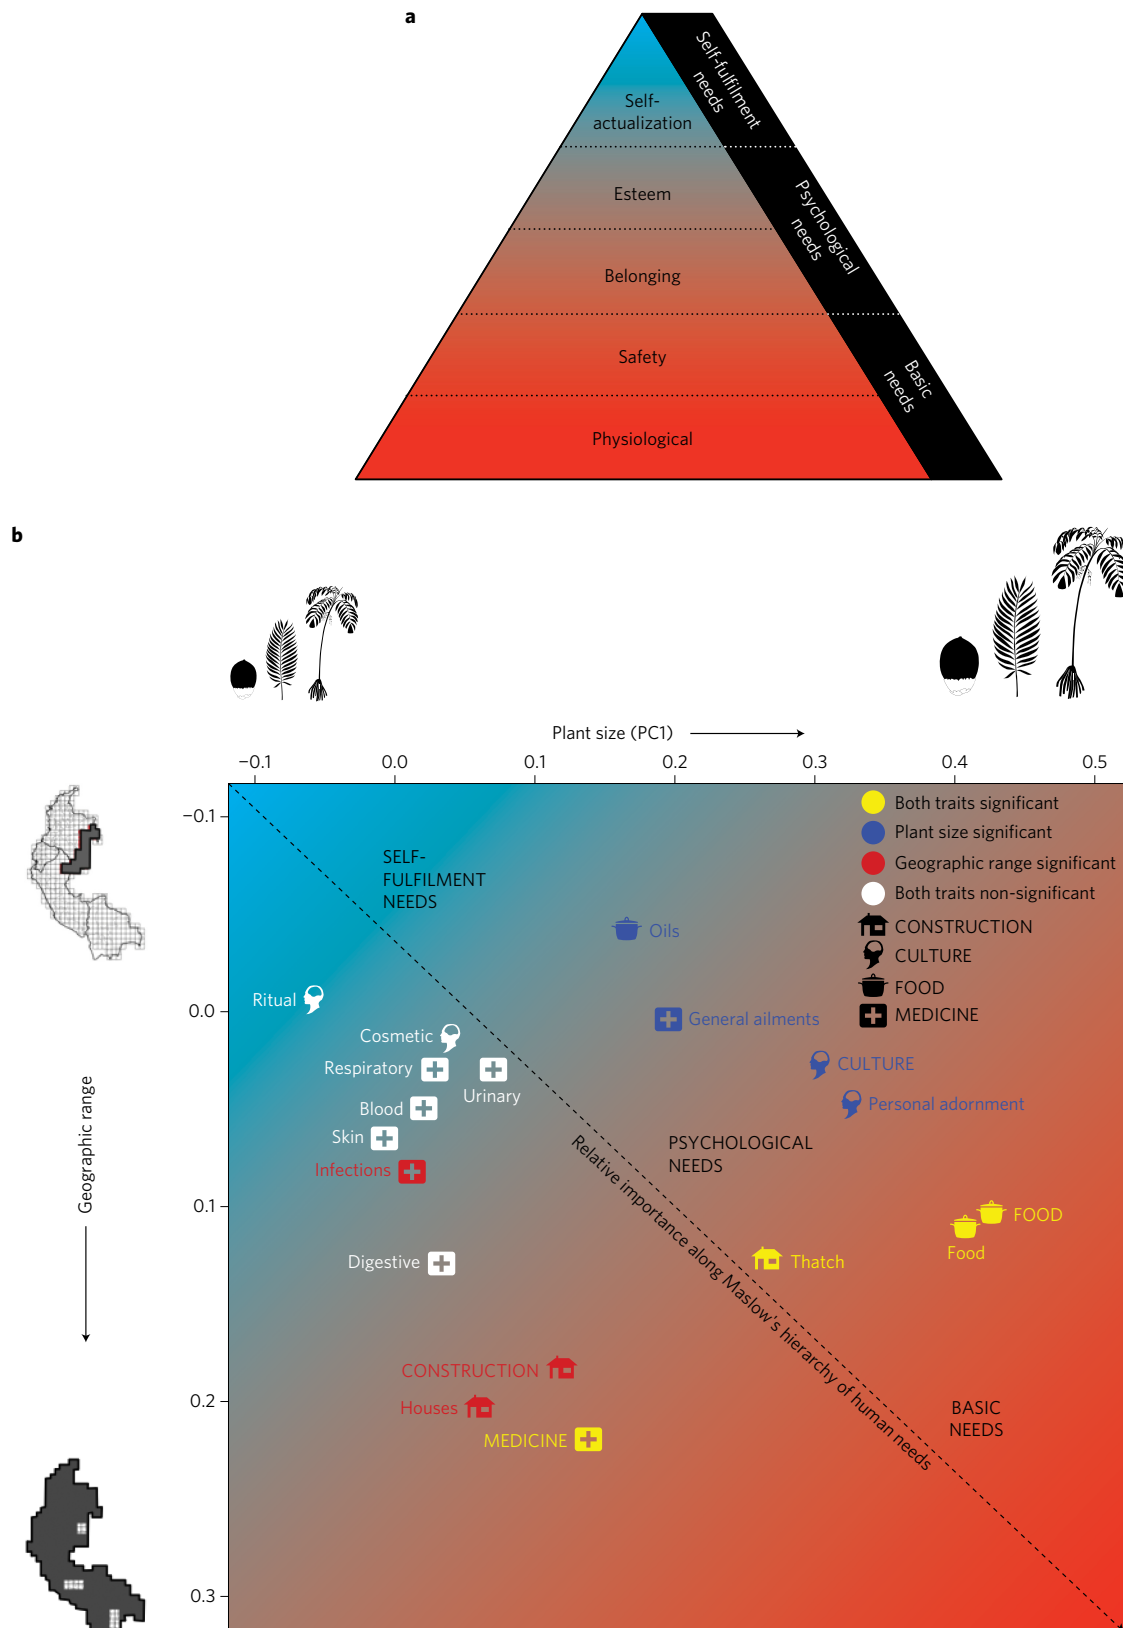 a
Self-fulfilment
needs
Self-
actualization
Psychological
needs
Esteem
Belonging
Safety
Basic
needs
Physiological
b
Plant size (PC1)
−0.1
0.0
0.1
0.2
0.3
0.4
0.5
Geographic range
−0.1
0.0
0.1
0.2
0.3
Both traits significant
Plant size significant
Geographic range significant
Both traits non-significant
CONSTRUCTION
CULTURE
FOOD
MEDICINE
SELF-
FULFILMENT
NEEDS
Oils
Ritual
General ailments
Cosmetic
Respiratory
Urinary
CULTURE
Blood
Personal adornment
Skin
Infections
PSYCHOLOGICAL
NEEDS
Relative importance along Maslow's hierarchy of human needs
FOOD
Food
Digestive
Thatch
CONSTRUCTION
Houses
MEDICINE
BASIC
NEEDS